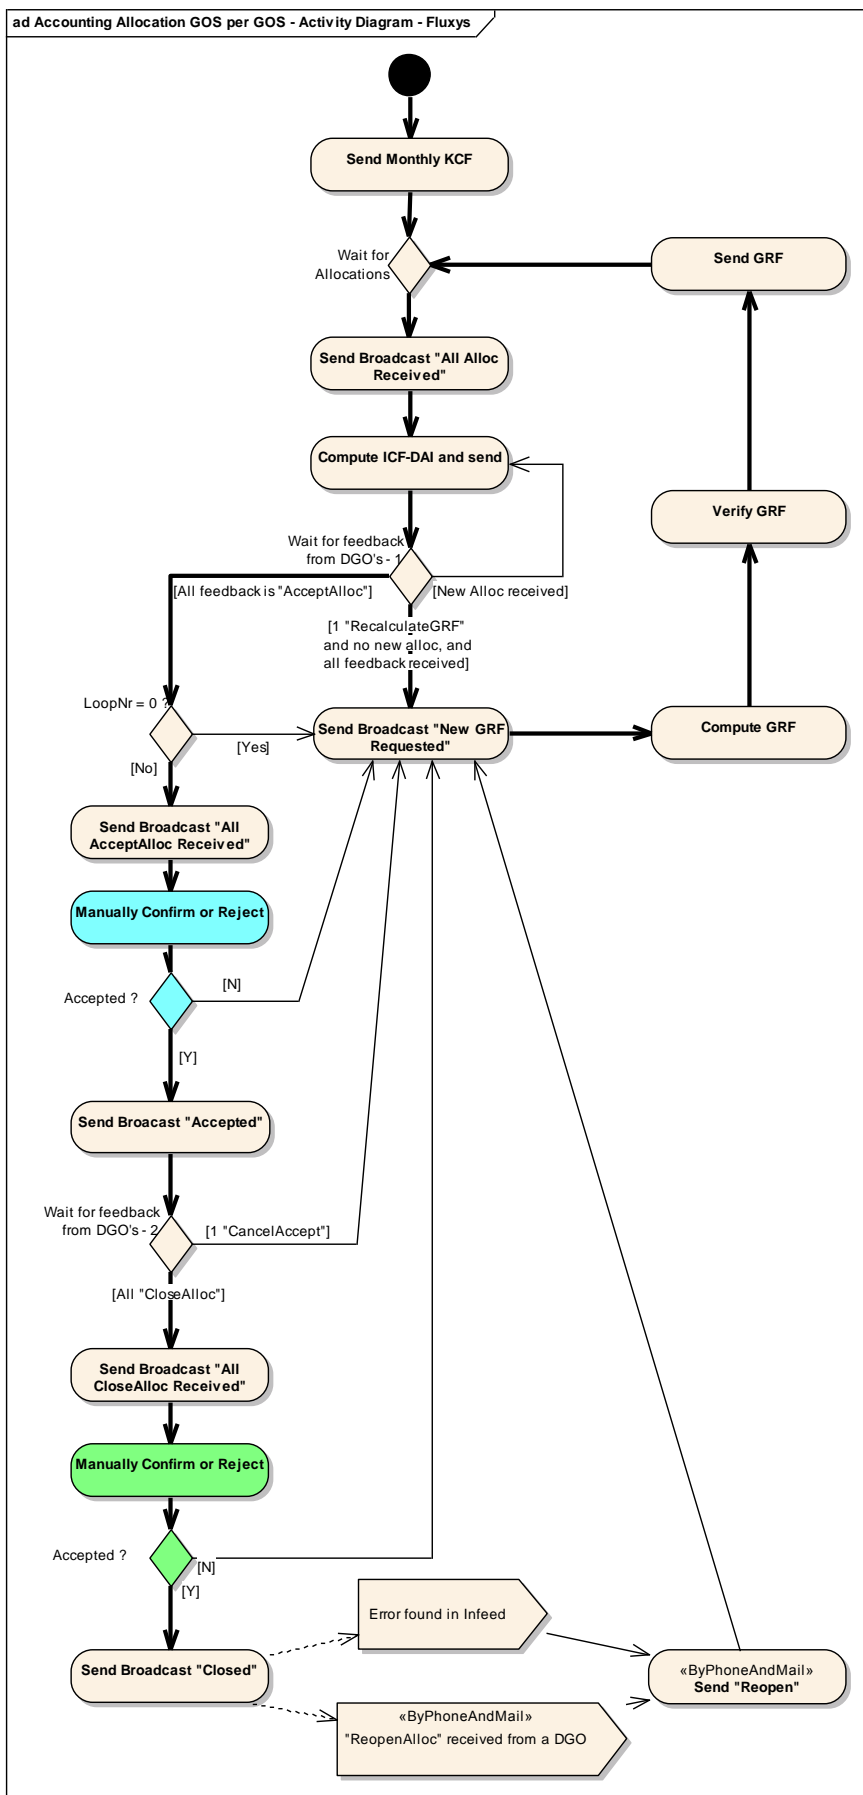 ad Accounting Allocation GOS per GOS - Activity Diagram - Fluxys
Send Monthly KCF
Wait for
Allocations
Send GRF
Send Broadcast "All Alloc
Received"
Compute ICF-DAI and send
Verify GRF
Wait for feedback
from DGO's - 1
[All feedback is "AcceptAlloc"]
[New Alloc received]
[1 "RecalculateGRF"
and no new alloc, and
all feedback received]
LoopNr = 0 ?
[Yes]
[No]
Send Broadcast "New GRF
Requested"
Compute GRF
Send Broadcast "All
AcceptAlloc Received"
Manually Confirm or Reject
Accepted ?
[N]
[Y]
Send Broacast "Accepted"
Wait for feedback
from DGO's - 2
[1 "CancelAccept"]
[All "CloseAlloc"]
Send Broadcast "All
CloseAlloc Received"
Manually Confirm or Reject
Accepted ?
[N]
[Y]
Send Broadcast "Closed"
Error found in Infeed
«ByPhoneAndMail»
"ReopenAlloc" received from a DGO
«ByPhoneAndMail»
Send "Reopen"